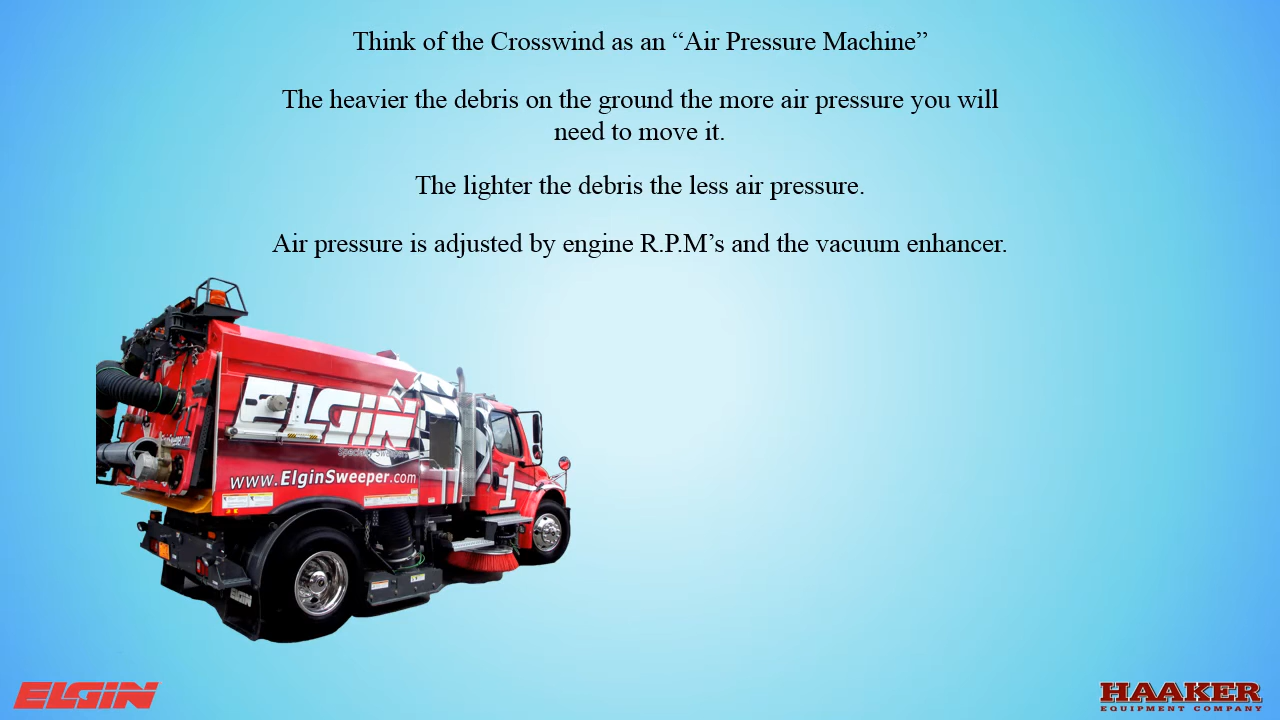 Think of the Crosswind as an “Air Pressure Machine”
The heavier the debris on the ground the more air pressure you will
need to move it.
The lighter the debris the less air pressure.
Air pressure is adjusted by engine R.P.M’s and the vacuum enhancer.
ELGIN
www.ElginSweeper.com
1
ELGIN
HAAKER
EQUIPMENT COMPANY